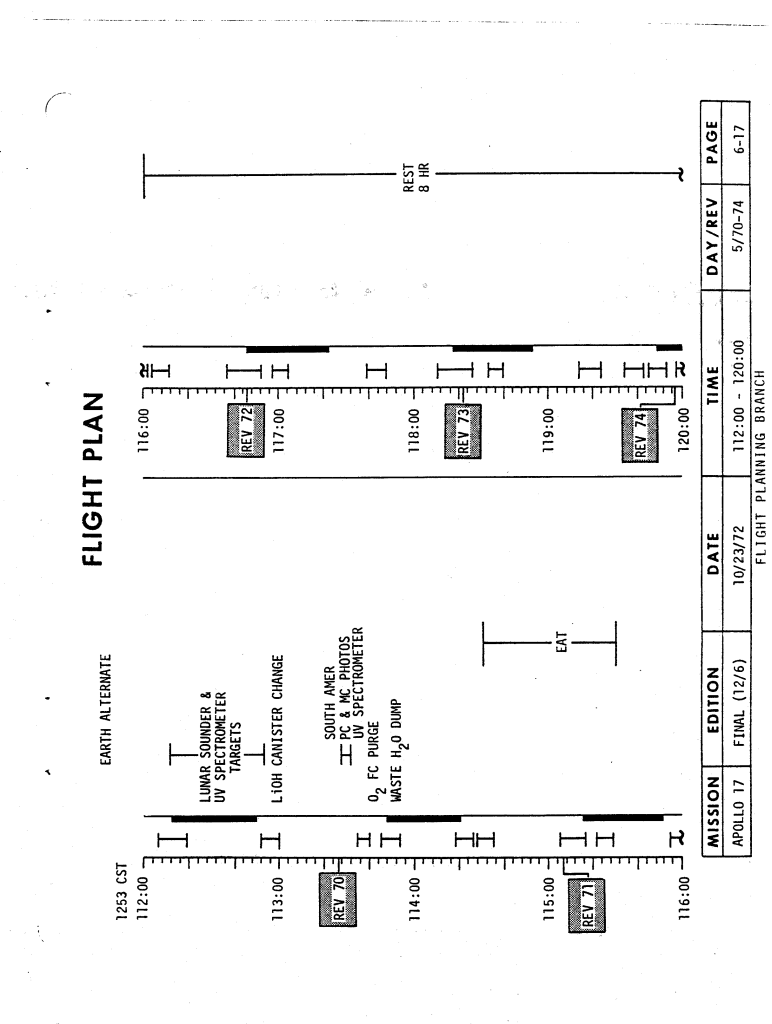 FLIGHT PLAN
EARTH ALTERNATE
1253 CST
112:00
LUNAR SOUNDER &
UV SPECTROMETER
TARGETS
113:00
LiOH CANISTER CHANGE
REV 70
SOUTH AMER
PC & MC PHOTOS
UV SPECTROMETER
O2 FC PURGE
WASTE H2O DUMP
114:00
EAT
115:00
REV 71
116:00
116:00
REV 72
117:00
118:00
REV 73
119:00
REV 74
120:00
REST
8 HR
MISSION EDITION DATE TIME DAY/REV PAGE
APOLLO 17 FINAL (12/6) 10/23/72 112:00 - 120:00 5/70-74 6-17
FLIGHT PLANNING BRANCH